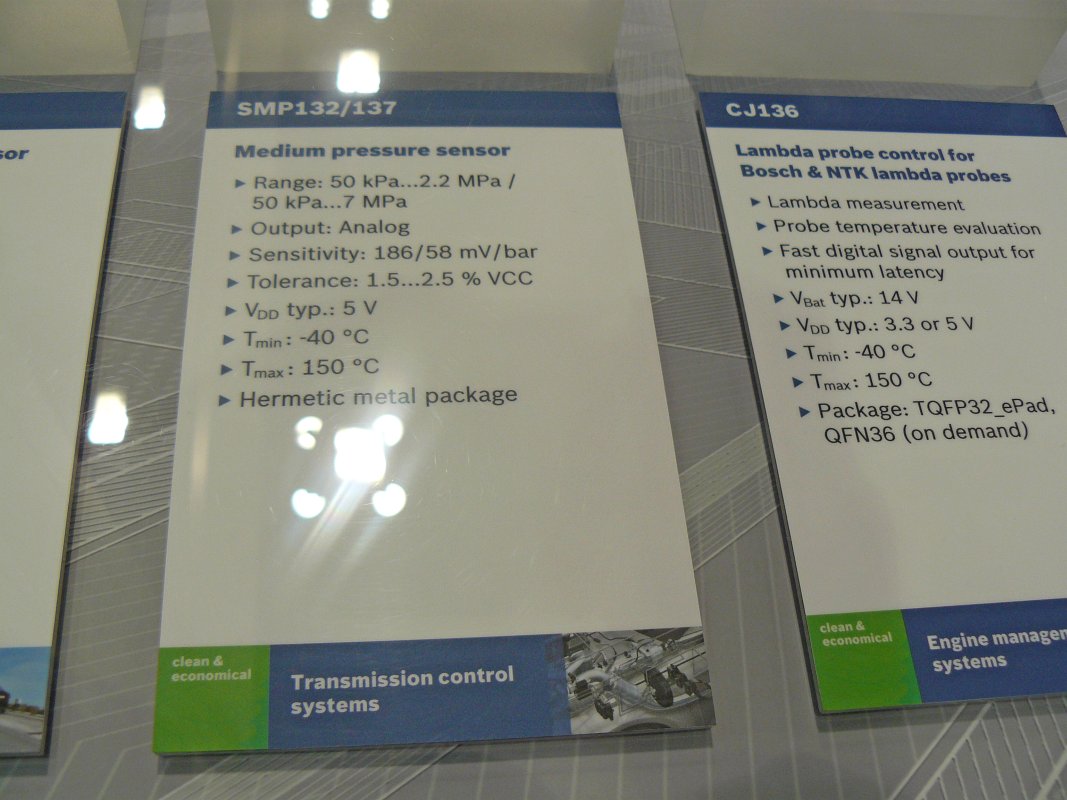 sor
SMP132/137
Medium pressure sensor
▶ Range: 50 kPa...2.2 MPa /
50 kPa...7 MPa
▶ Output: Analog
▶ Sensitivity: 186/58 mV/bar
▶ Tolerance: 1.5...2.5 % VCC
▶ VDD typ.: 5 V
▶ Tmin: -40 °C
▶ Tmax: 150 °C
▶ Hermetic metal package
clean &
economical
Transmission control
systems
CJ136
Lambda probe control for
Bosch & NTK lambda probes
▶ Lambda measurement
▶ Probe temperature evaluation
▶ Fast digital signal output for
minimum latency
▶ VBat typ.: 14 V
▶ VDD typ.: 3.3 or 5 V
▶ Tmin: -40 °C
▶ Tmax: 150 °C
▶ Package: TQFP32_ePad,
QFN36 (on demand)
clean &
economical
Engine managem
systems